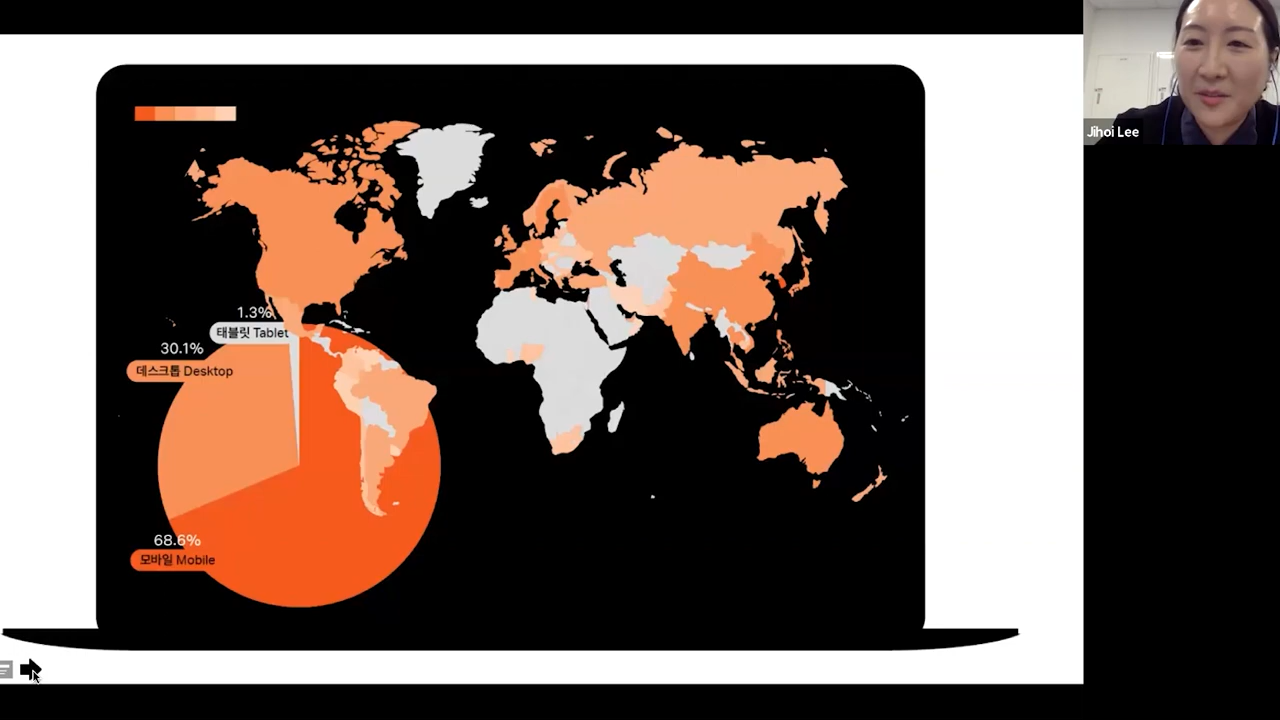 Jihoi Lee
1.3%
태블릿 Tablet
30.1%
데스크톱 Desktop
68.6%
모바일 Mobile